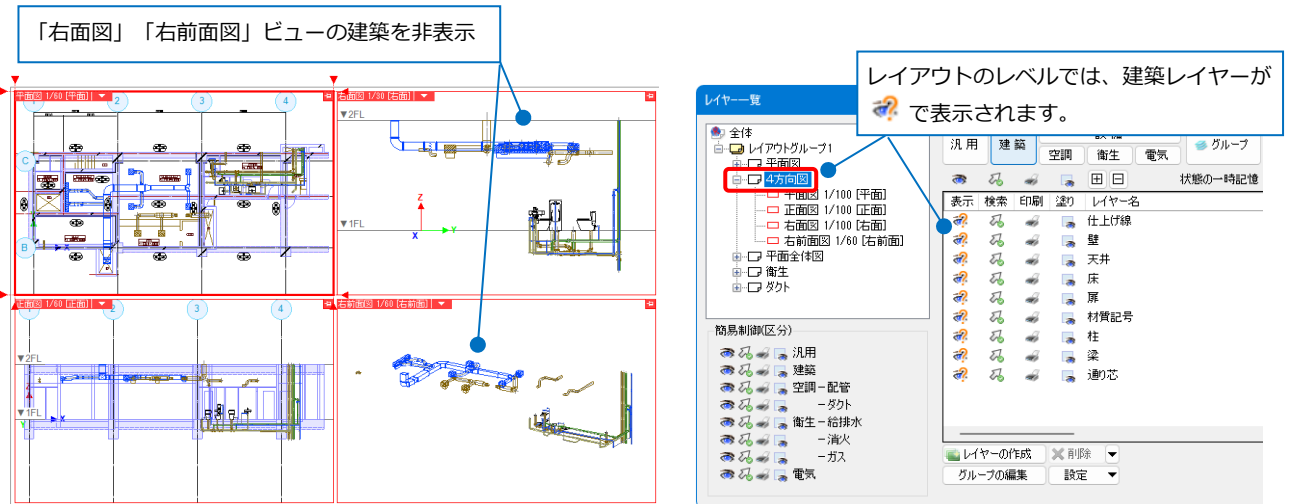 「右面図」「右前面図」ビューの建築を非表示
レイアウトのレベルでは、建築レイヤーが
で表示されます。
平面図 1/60 [平面]
右面図 1/30 [右面]
2
3
4
C
B
X
▼2FL
▼1FL
Z
Y
X
正面図 1/60 [正面]
右前面図 1/60 [右前面]
2
3
4
▼2FL
▼1FL
X
Y
レイヤー一覧
全体
レイアウトグループ1
平面図
4方向図
平面図 1/100 [平面]
正面図 1/100 [正面]
右面図 1/100 [右面]
右前面図 1/60 [右前面]
平面全体図
衛生
ダクト
簡易制御(区分)
汎用
建築
空調－配管
－ダクト
衛生－給排水
－消火
－ガス
電気
汎用
建築
空調
衛生
電気
グループ
状態の一時記憶
表示 検索 印刷 塗り レイヤー名
仕上げ線
壁
天井
床
扉
材質記号
柱
梁
通り芯
レイヤーの作成
削除
グループの編集
設定